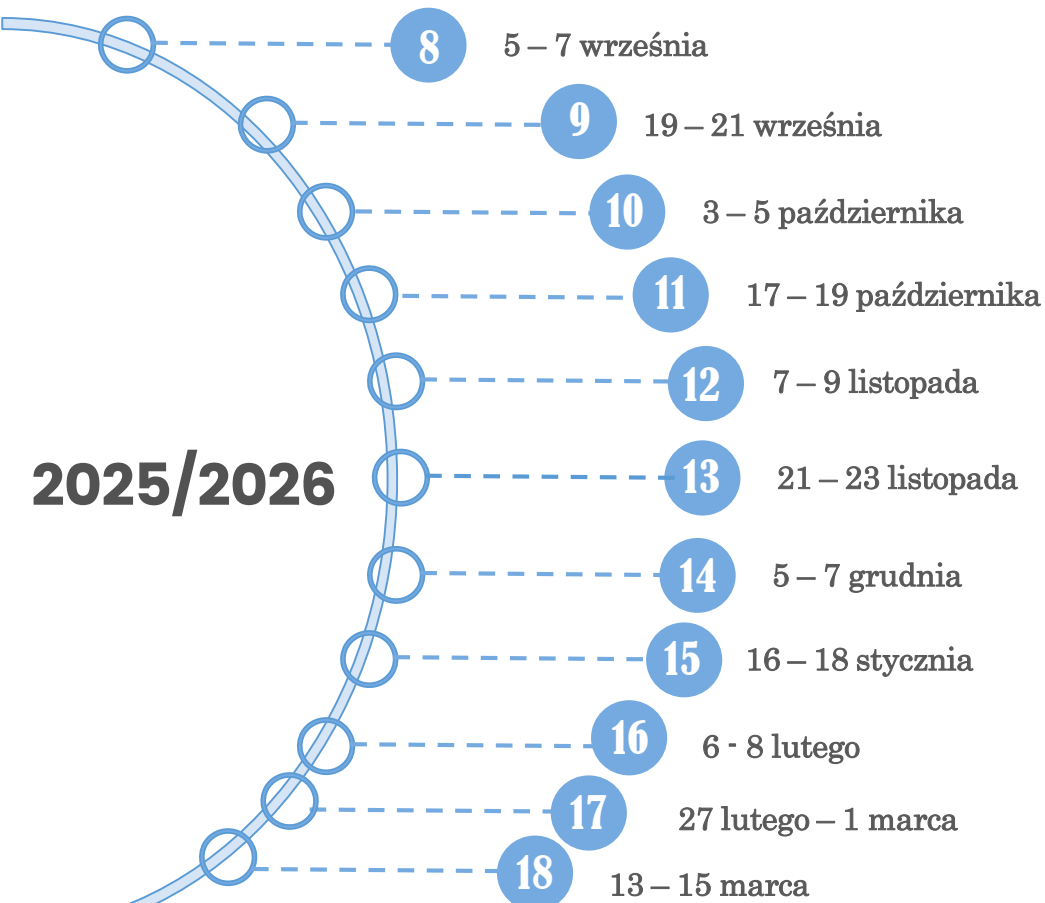 8 5 – 7 września
9 19 – 21 września
10 3 – 5 października
11 17 – 19 października
12 7 – 9 listopada
2025/2026
13 21 – 23 listopada
14 5 – 7 grudnia
15 16 – 18 stycznia
16 6 - 8 lutego
17 27 lutego – 1 marca
18 13 – 15 marca